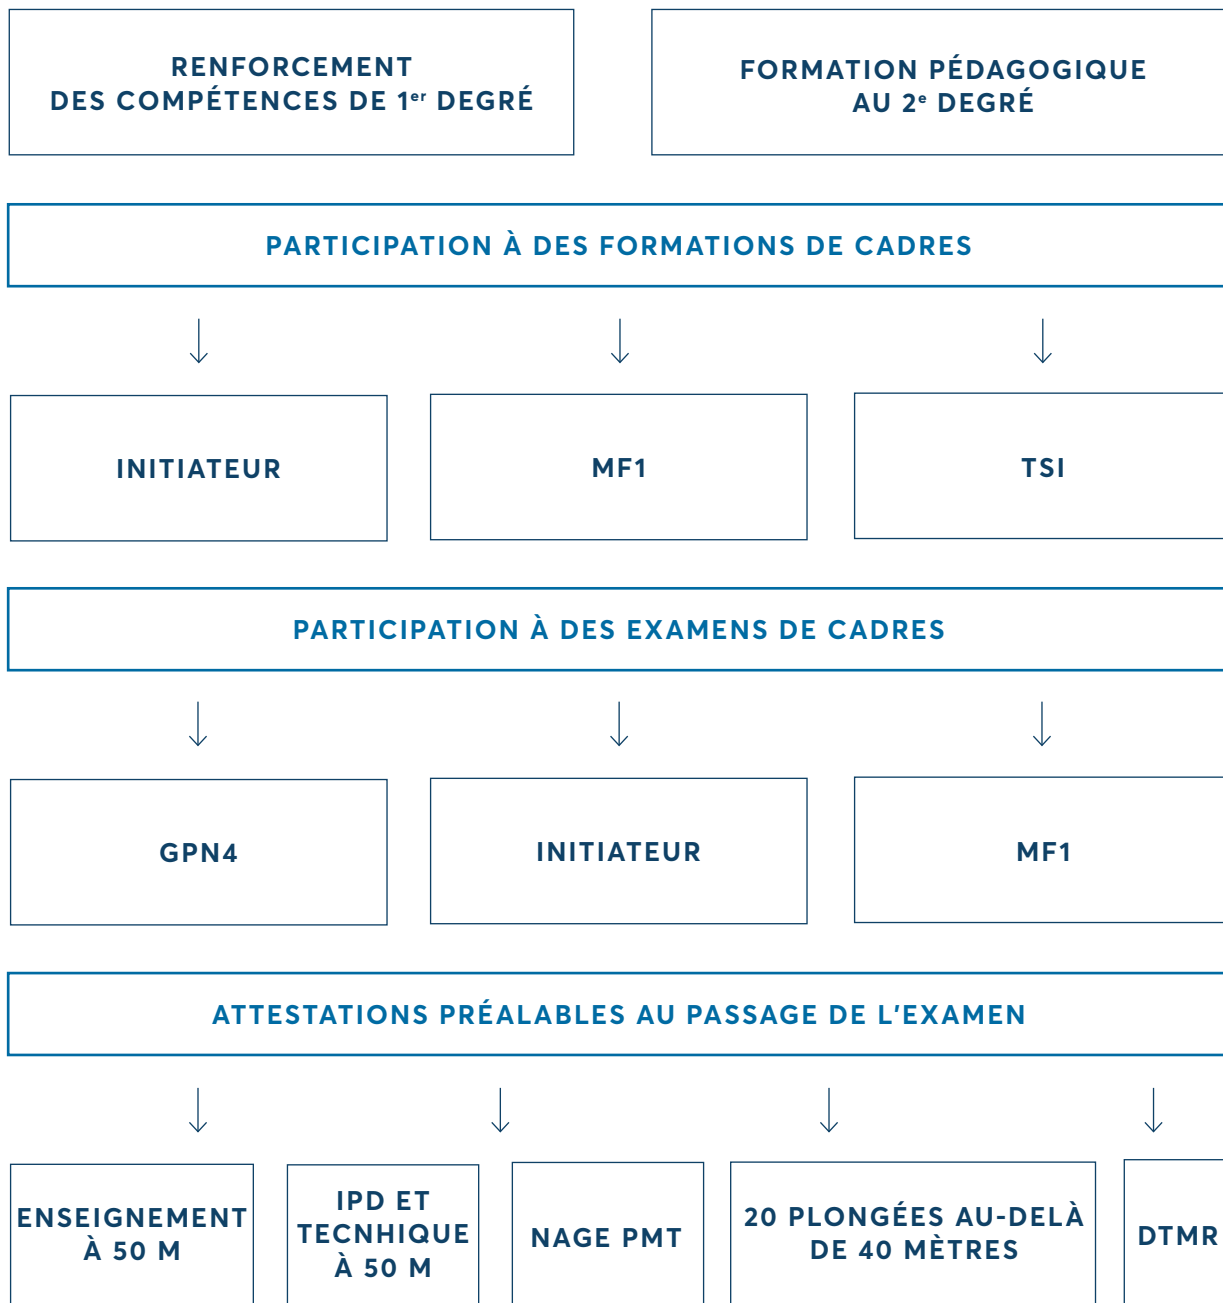 RENFORCEMENT
DES COMPÉTENCES DE 1er DEGRÉ
FORMATION PÉDAGOGIQUE
AU 2e DEGRÉ
PARTICIPATION À DES FORMATIONS DE CADRES
INITIATEUR
MF1
TSI
PARTICIPATION À DES EXAMENS DE CADRES
GPN4
INITIATEUR
MF1
ATTESTATIONS PRÉALABLES AU PASSAGE DE L'EXAMEN
ENSEIGNEMENT
À 50 M
IPD ET
TECNHIQUE
À 50 M
NAGE PMT
20 PLONGÉES AU-DELÀ
DE 40 MÈTRES
DTMR